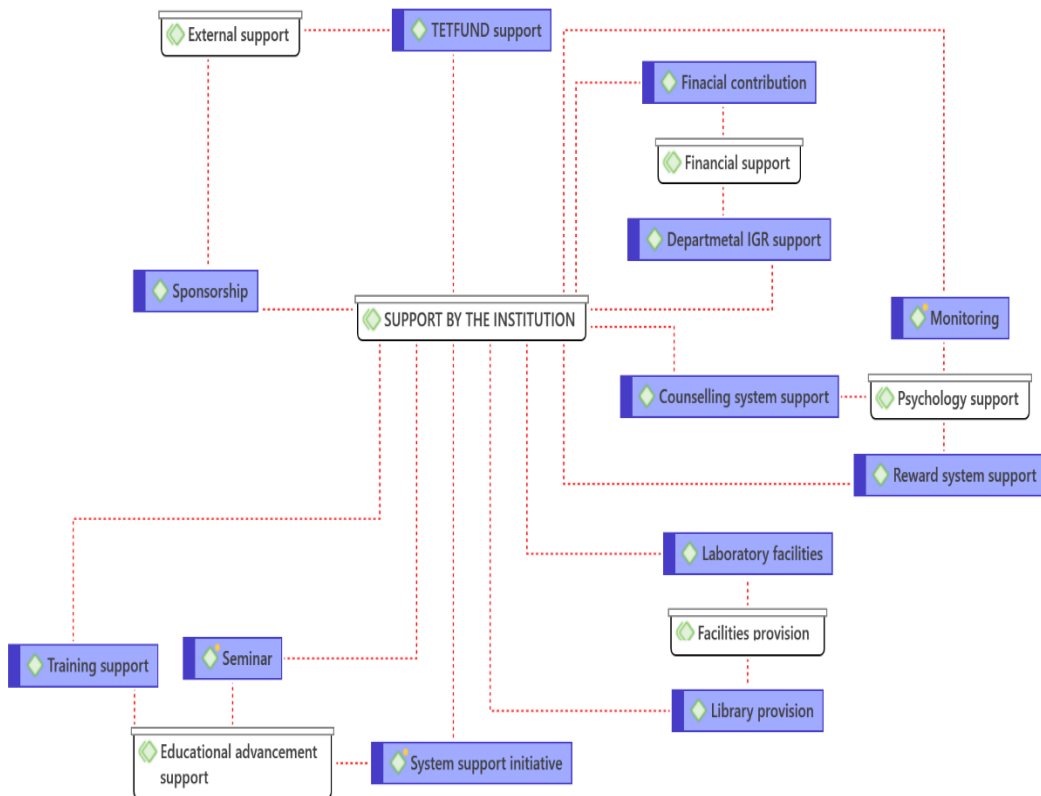 External support
TETFUND support
Finacial contribution
Financial support
Departmetal IGR support
Sponsorship
SUPPORT BY THE INSTITUTION
Monitoring
Counselling system support
Psychology support
Reward system support
Laboratory facilities
Facilities provision
Training support
Seminar
Library provision
Educational advancement
support
System support initiative